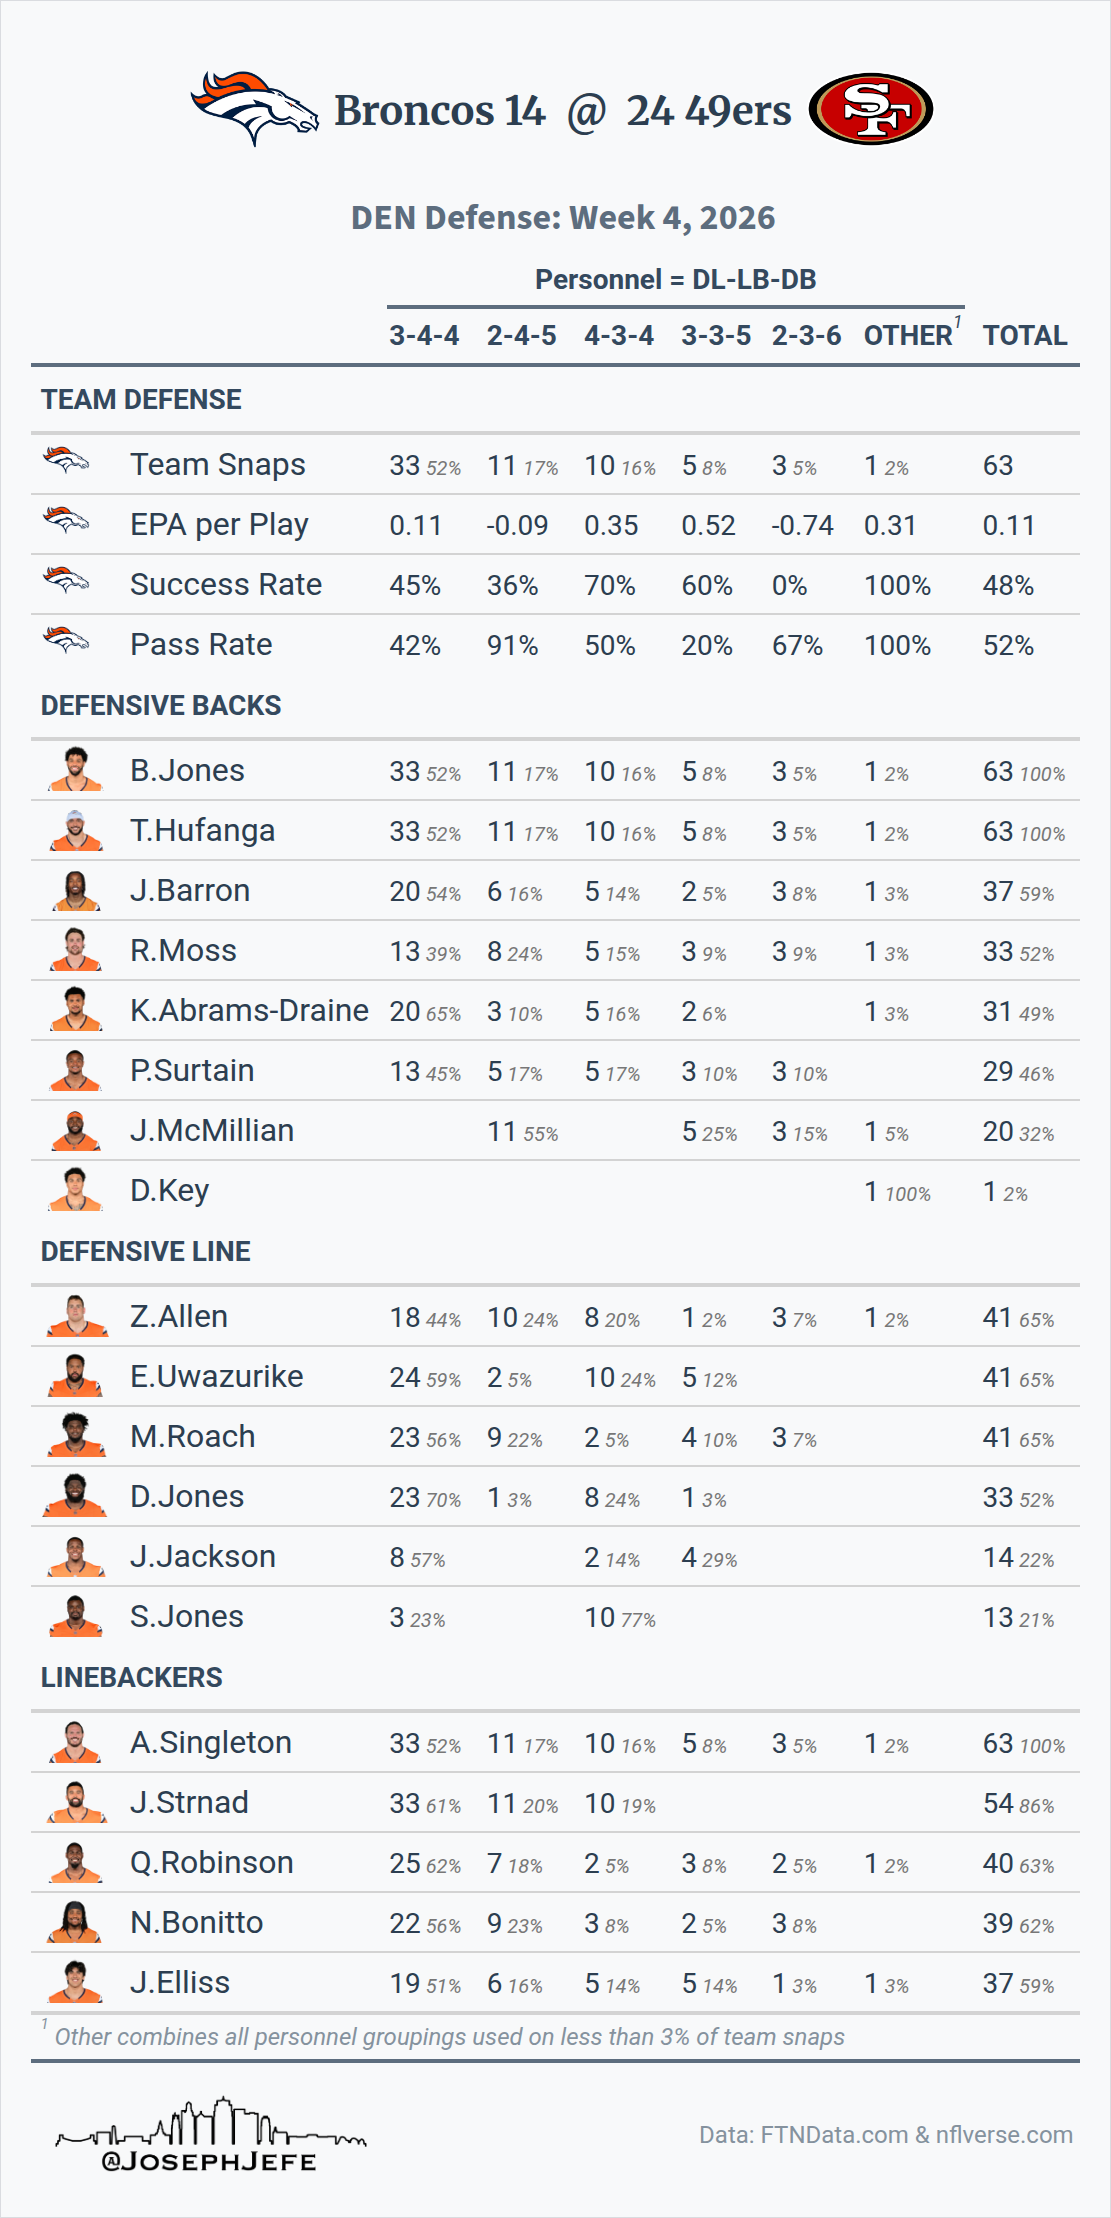 Broncos 14 @ 24 49ers
SF
DEN Defense: Week 4, 2026
Personnel = DL-LB-DB
3-4-4 2-4-5 4-3-4 3-3-5 2-3-6 OTHER1 TOTAL
TEAM DEFENSE
Team Snaps 33 52% 11 17% 10 16% 5 8% 3 5% 1 2% 63
EPA per Play 0.11 -0.09 0.35 0.52 -0.74 0.31 0.11
Success Rate 45% 36% 70% 60% 0% 100% 48%
Pass Rate 42% 91% 50% 20% 67% 100% 52%
DEFENSIVE BACKS
B.Jones 33 52% 11 17% 10 16% 5 8% 3 5% 1 2% 63 100%
T.Hufanga 33 52% 11 17% 10 16% 5 8% 3 5% 1 2% 63 100%
J.Barron 20 54% 6 16% 5 14% 2 5% 3 8% 1 3% 37 59%
R.Moss 13 39% 8 24% 5 15% 3 9% 3 9% 1 3% 33 52%
K.Abrams-Draine 20 65% 3 10% 5 16% 2 6% 1 3% 31 49%
P.Surtain 13 45% 5 17% 5 17% 3 10% 3 10% 29 46%
J.McMillian 11 55% 5 25% 3 15% 1 5% 20 32%
D.Key 1 100% 1 2%
DEFENSIVE LINE
Z.Allen 18 44% 10 24% 8 20% 1 2% 3 7% 1 2% 41 65%
E.Uwazurike 24 59% 2 5% 10 24% 5 12% 41 65%
M.Roach 23 56% 9 22% 2 5% 4 10% 3 7% 41 65%
D.Jones 23 70% 1 3% 8 24% 1 3% 33 52%
J.Jackson 8 57% 2 14% 4 29% 14 22%
S.Jones 3 23% 10 77% 13 21%
LINEBACKERS
A.Singleton 33 52% 11 17% 10 16% 5 8% 3 5% 1 2% 63 100%
J.Strnad 33 61% 11 20% 10 19% 54 86%
Q.Robinson 25 62% 7 18% 2 5% 3 8% 2 5% 1 2% 40 63%
N.Bonitto 22 56% 9 23% 3 8% 2 5% 3 8% 39 62%
J.Elliss 19 51% 6 16% 5 14% 5 14% 1 3% 1 3% 37 59%
1 Other combines all personnel groupings used on less than 3% of team snaps
@JOSEPHJEFE
Data: FTNData.com & nflverse.com